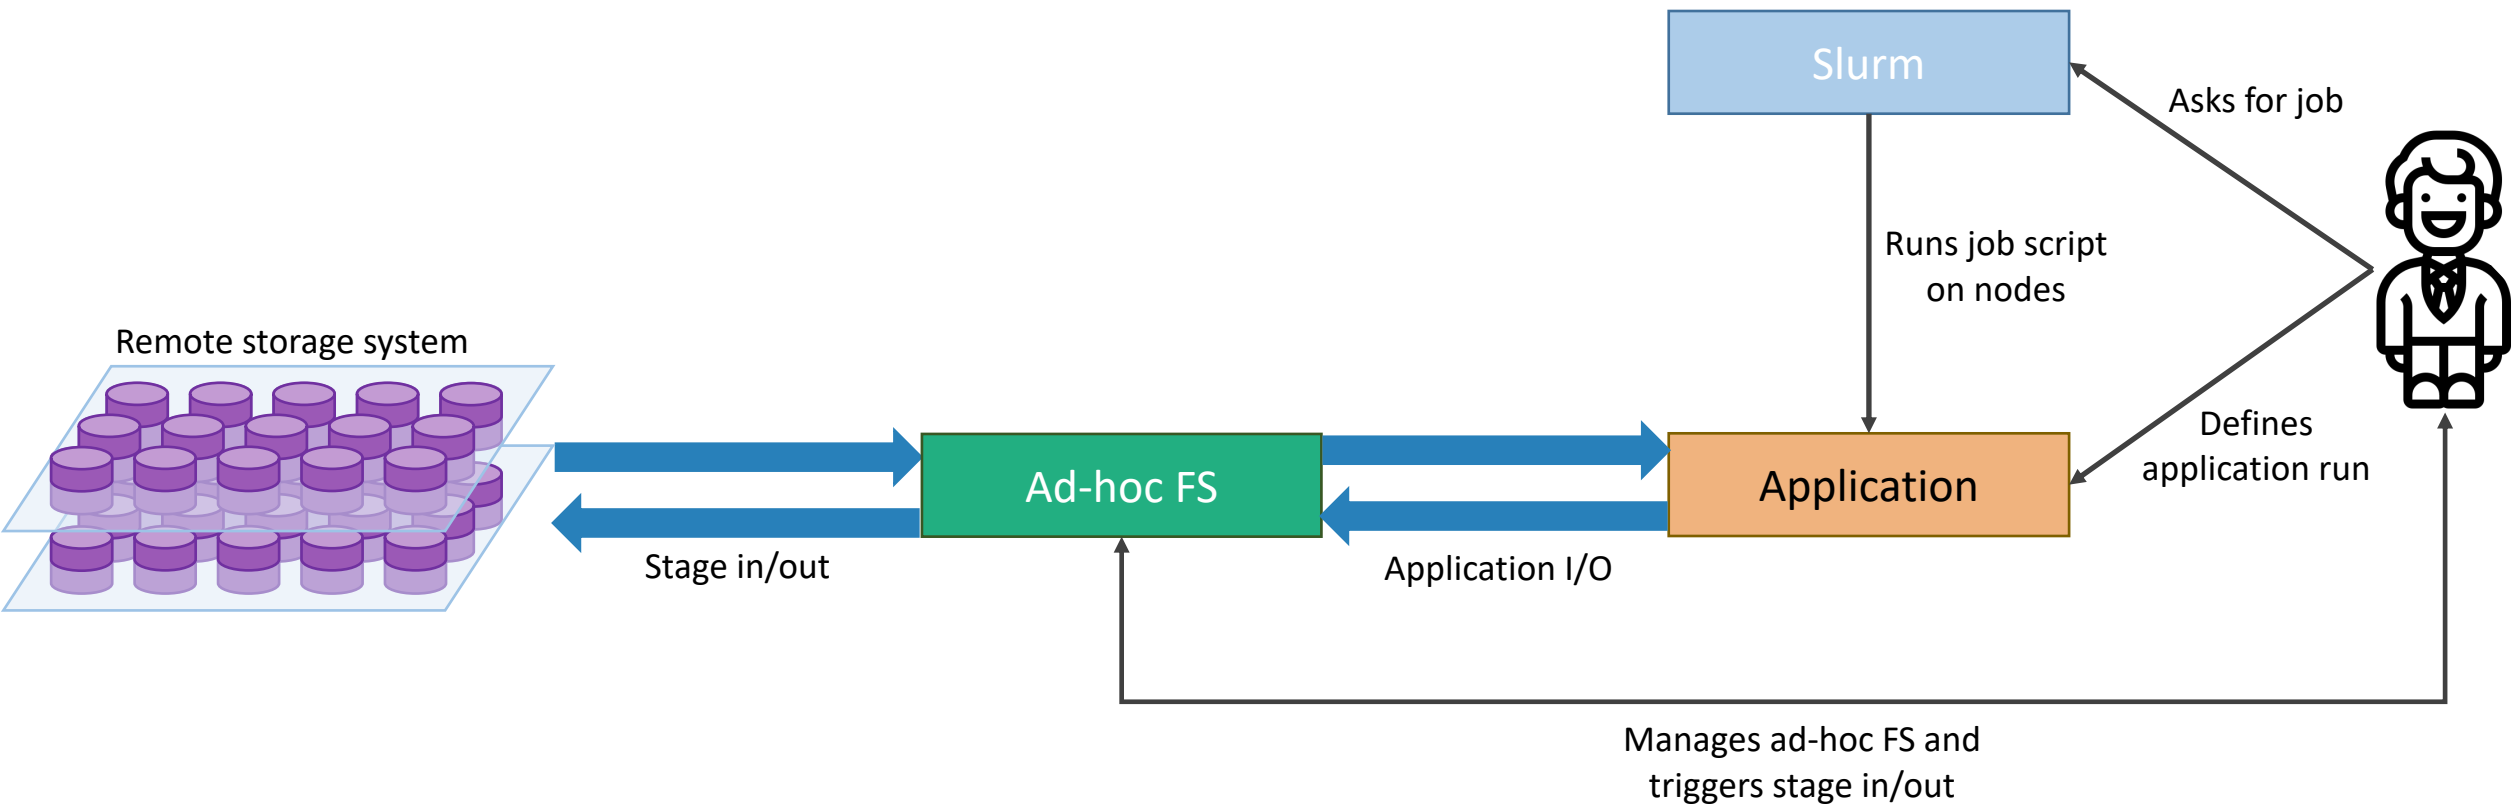 Slurm
Asks for job
Runs job script
on nodes
Remote storage system
Defines
application run
Ad-hoc FS
Application
Stage in/out
Application I/O
Manages ad-hoc FS and
triggers stage in/out